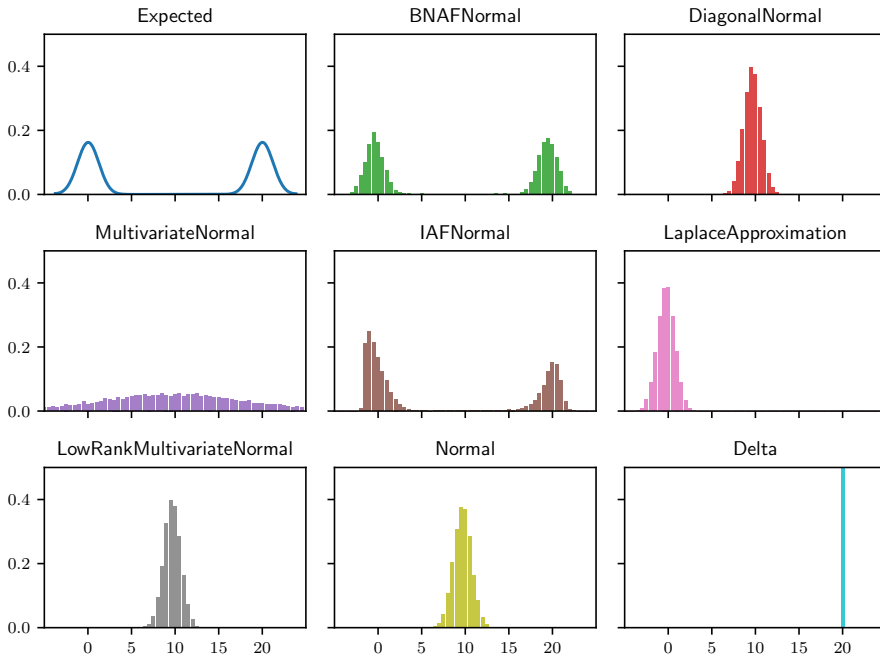 Expected BNAFNormal DiagonalNormal
0.4
0.2
0.0
MultivariateNormal IAFNormal LaplaceApproximation
0.4
0.2
0.0
LowRankMultivariateNormal Normal Delta
0.4
0.2
0.0
0 5 10 15 20 0 5 10 15 20 0 5 10 15 20